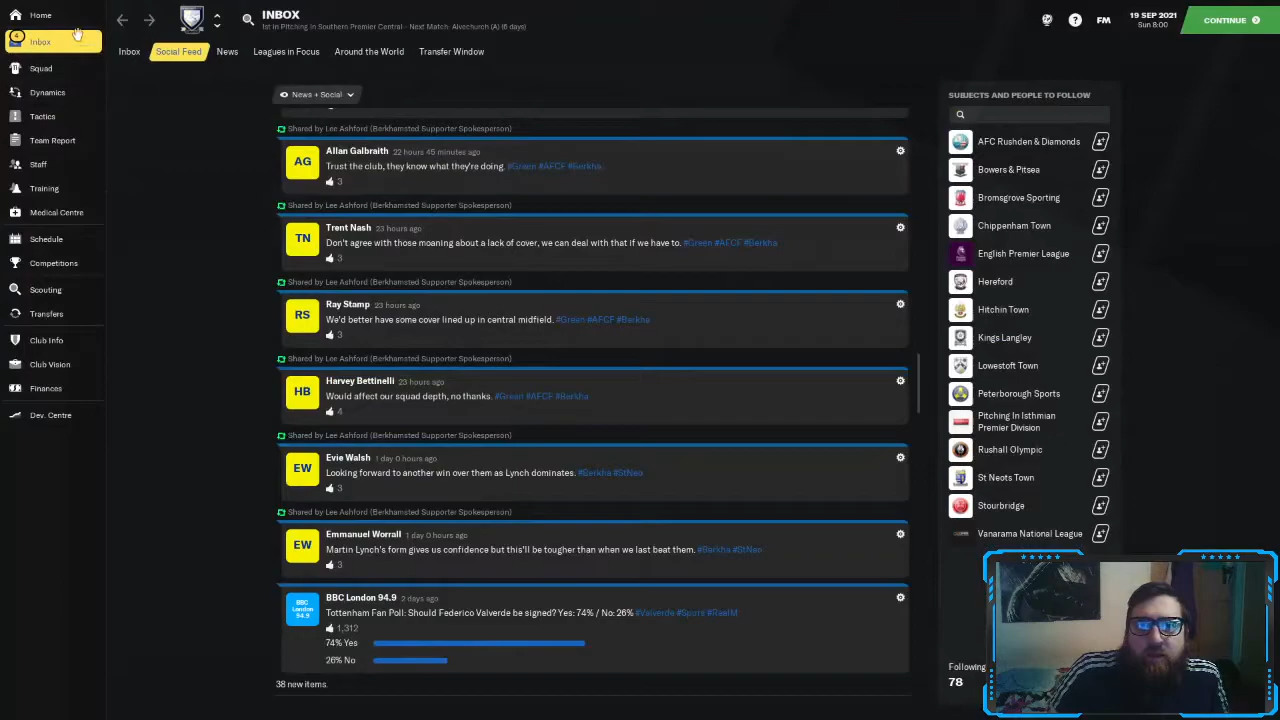 Home
4
Inbox
Squad
Dynamics
Tactics
Team Report
Staff
Training
Medical Centre
Schedule
Competitions
Scouting
Transfers
Club Info
Club Vision
Finances
Dev. Centre
INBOX
1st in Pitching In Southern Premier Central - Next Match: Alvechurch (A) (6 days)
? FM
19 SEP 2021
Sun 8:00
CONTINUE
Inbox Social Feed News Leagues in Focus Around the World Transfer Window
News + Social
Shared by Lee Ashford (Berkhamsted Supporter Spokesperson)
AG
Allan Galbraith 22 hours 45 minutes ago
Trust the club, they know what they're doing. #Green #AFCF #Berkha
3
Shared by Lee Ashford (Berkhamsted Supporter Spokesperson)
TN
Trent Nash 23 hours ago
Don't agree with those moaning about a lack of cover, we can deal with that if we have to. #Green #AFCF #Berkha
3
Shared by Lee Ashford (Berkhamsted Supporter Spokesperson)
RS
Ray Stamp 23 hours ago
We'd better have some cover lined up in central midfield. #Green #AFCF #Berkha
3
Shared by Lee Ashford (Berkhamsted Supporter Spokesperson)
HB
Harvey Bettinelli 23 hours ago
Would affect our squad depth, no thanks. #Green #AFCF #Berkha
4
Shared by Lee Ashford (Berkhamsted Supporter Spokesperson)
EW
Evie Walsh 1 day 0 hours ago
Looking forward to another win over them as Lynch dominates. #Berkha #StNeo
3
Shared by Lee Ashford (Berkhamsted Supporter Spokesperson)
EW
Emmanuel Worrall 1 day 0 hours ago
Martin Lynch's form gives us confidence but this'll be tougher than when we last beat them. #Berkha #StNeo
3
BBC
London
94.9
BBC London 94.9 2 days ago
Tottenham Fan Poll: Should Federico Valverde be signed? Yes: 74% / No: 26% #Valverde #Spurs #RealM
1,312
74% Yes
26% No
38 new items.
SUBJECTS AND PEOPLE TO FOLLOW
AFC Rushden & Diamonds
Bowers & Pitsea
Bromsgrove Sporting
Chippenham Town
English Premier League
Hereford
Hitchin Town
Kings Langley
Lowestoft Town
Peterborough Sports
Pitching In Isthmian
Premier Division
Rushall Olympic
St Neots Town
Stourbridge
Vanarama National League
Following
78